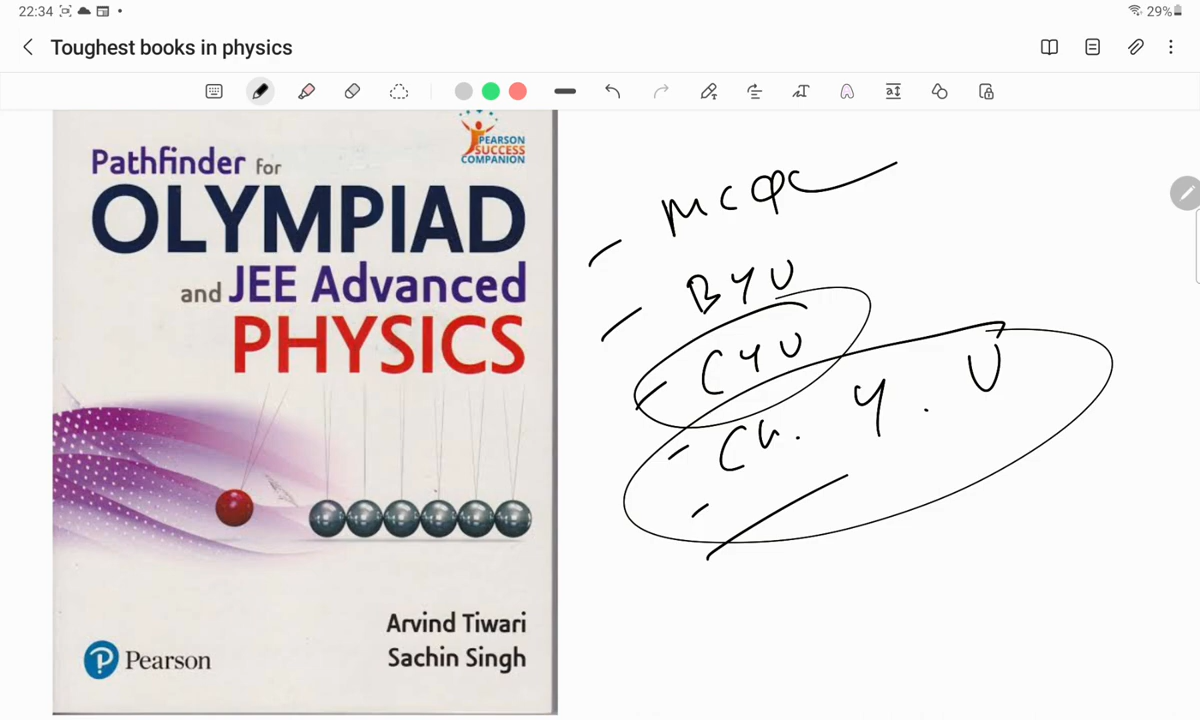 22:34
29%
Toughest books in physics
PEARSON
SUCCESS
COMPANION
Pathfinder for
OLYMPIAD
and JEE Advanced
PHYSICS
Arvind Tiwari
Sachin Singh
Pearson
- BYU
- CYU
- Ch. Y. U
-